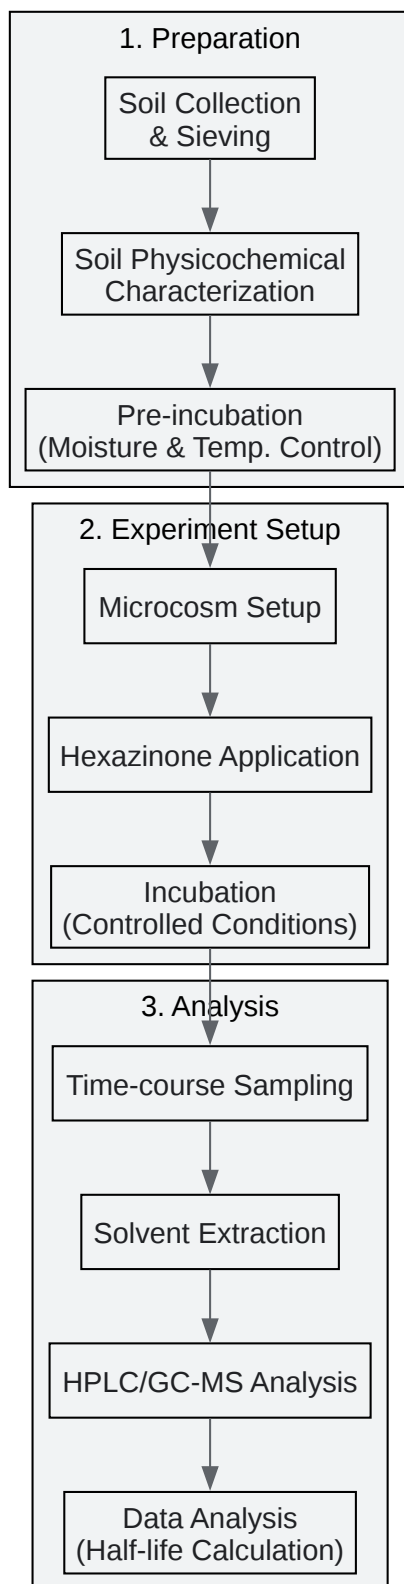 1. Preparation
Soil Collection
& Sieving
Soil Physicochemical
Characterization
Pre-incubation
(Moisture & Temp. Control)
2. Experiment Setup
Microcosm Setup
Hexazinone Application
Incubation
(Controlled Conditions)
3. Analysis
Time-course Sampling
Solvent Extraction
HPLC/GC-MS Analysis
Data Analysis
(Half-life Calculation)